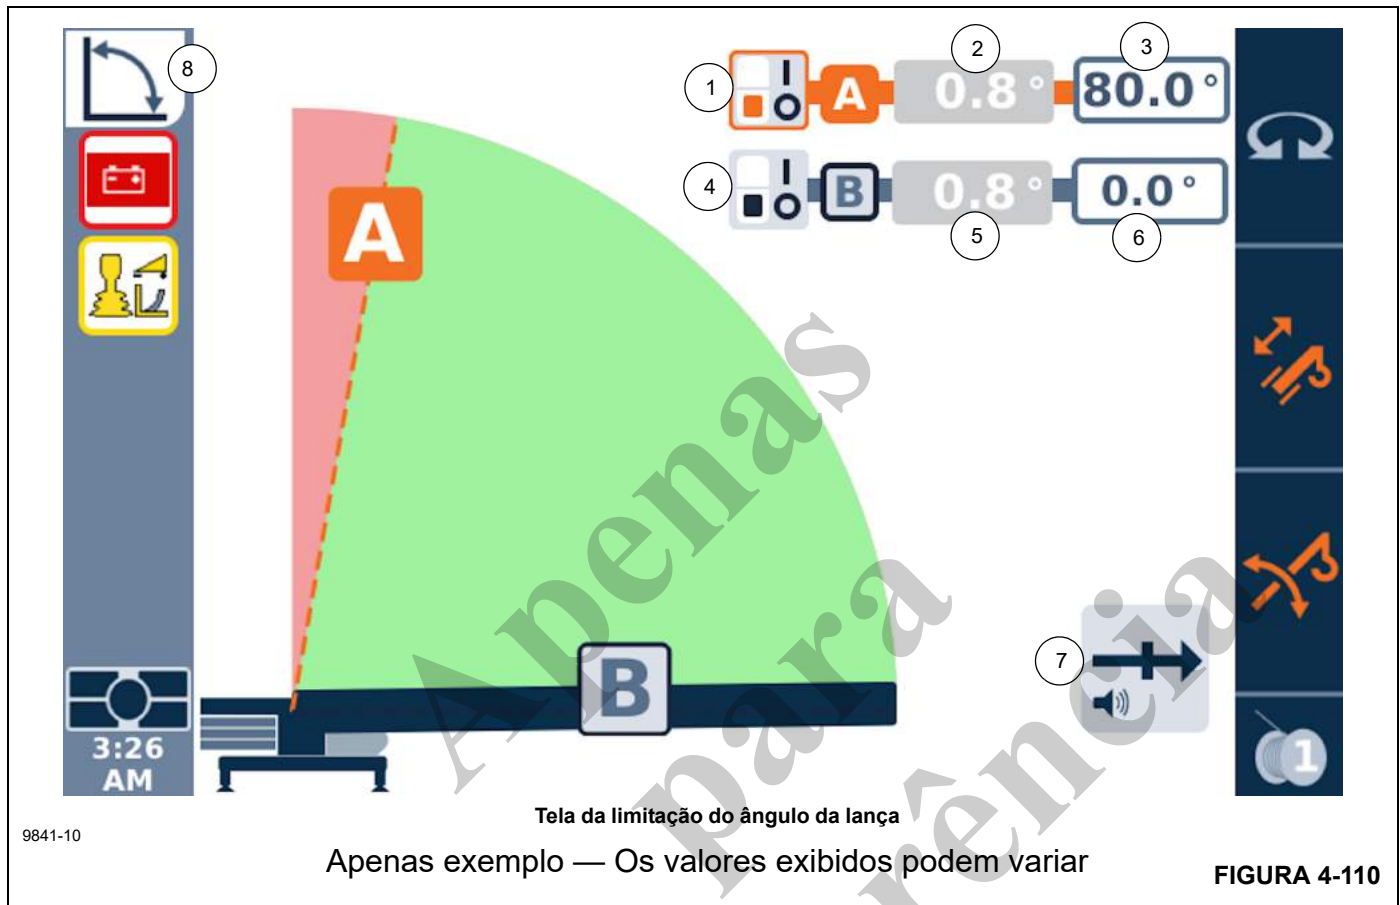 8
1
A
2
0.8 °
3
80.0 °
4
B
0.8 °
5
0.0 °
6
A
B
7
1
3:26
AM
Apenas
para
rência
Tela da limitação do ângulo da lança
9841-10
Apenas exemplo — Os valores exibidos podem variar
FIGURA 4-110